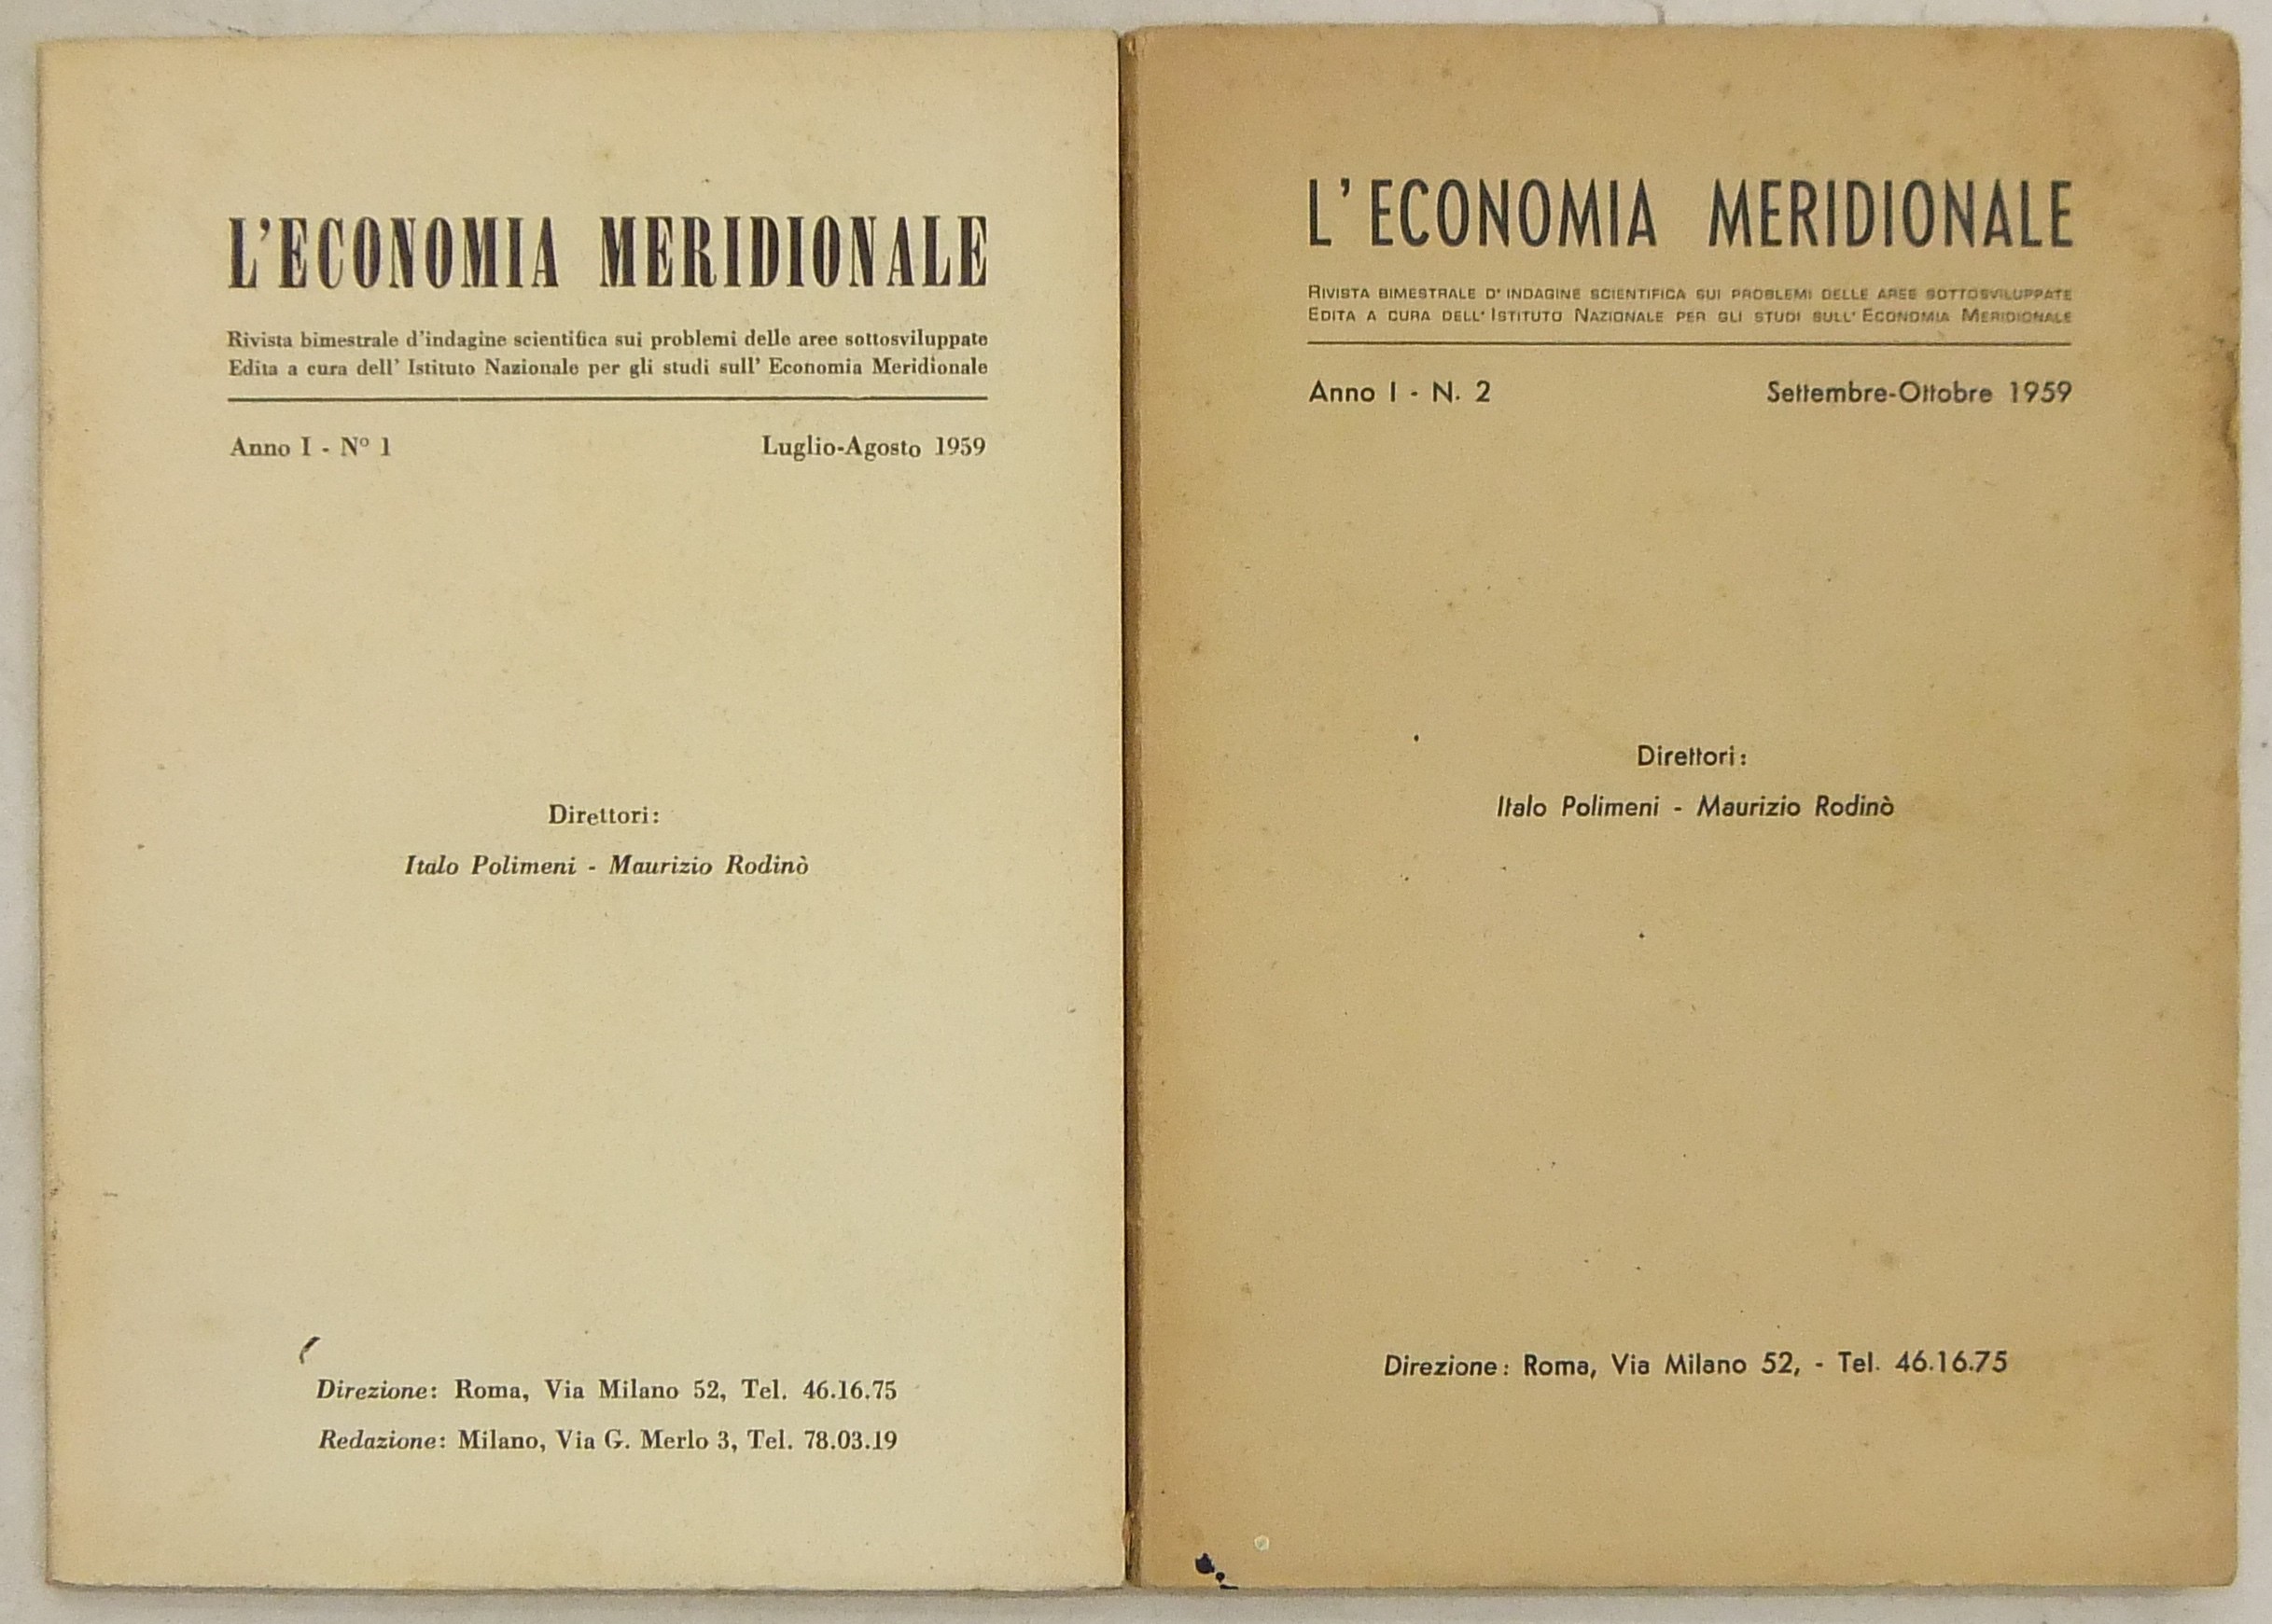 L'ECONOMIA MERIDIONALE
Rivista bimestrale d'indagine scientifica sui problemi delle aree sottosviluppate
Edita a cura dell' Istituto Nazionale per gli studi sull' Economia Meridionale
Anno I - N° 1 Luglio-Agosto 1959
Direttori:
Italo Polimeni - Maurizio Rodinò
Direzione: Roma, Via Milano 52, Tel. 46.16.75
Redazione: Milano, Via G. Merlo 3, Tel. 78.03.19
L'ECONOMIA MERIDIONALE
RIVISTA BIMESTRALE D'INDAGINE SCIENTIFICA SUI PROBLEMI DELLE AREE SOTTOSVILUPPATE
EDITA A CURA DELL'ISTITUTO NAZIONALE PER GLI STUDI SULL'ECONOMIA MERIDIONALE
Anno I - N. 2 Settembre-Ottobre 1959
Direttori:
Italo Polimeni - Maurizio Rodinò
Direzione: Roma, Via Milano 52, - Tel. 46.16.75